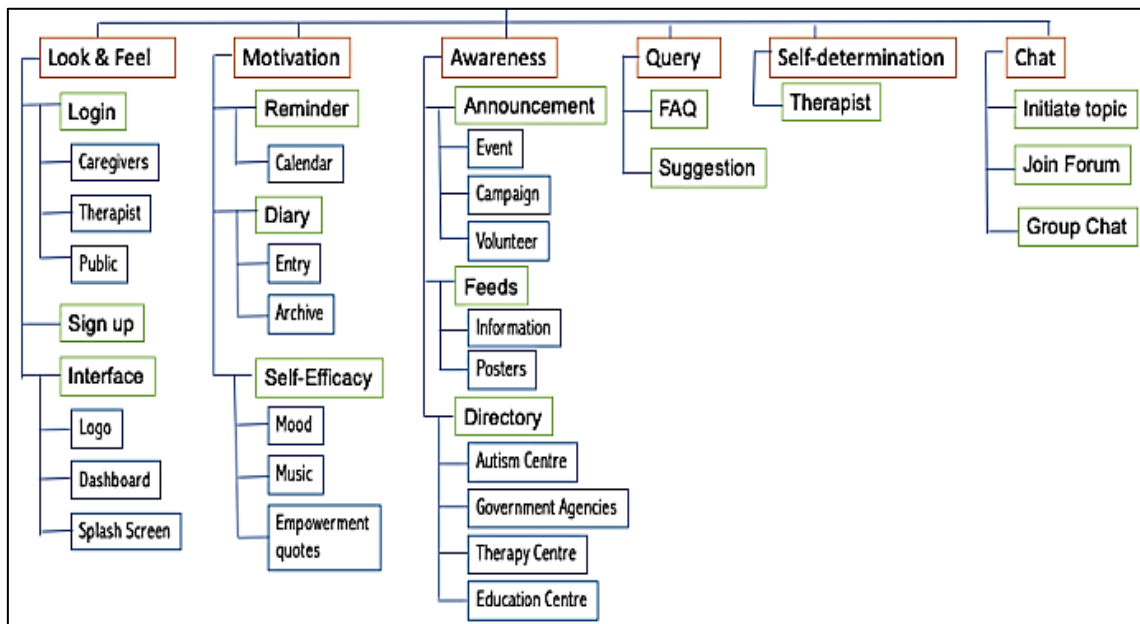 Look & Feel
Login
Caregivers
Therapist
Public
Sign up
Interface
Logo
Dashboard
Splash Screen
Motivation
Reminder
Calendar
Diary
Entry
Archive
Self-Efficacy
Mood
Music
Empowerment
quotes
Awareness
Announcement
Event
Campaign
Volunteer
Feeds
Information
Posters
Directory
Autism Centre
Government Agencies
Therapy Centre
Education Centre
Query
FAQ
Suggestion
Self-determination
Therapist
Chat
Initiate topic
Join Forum
Group Chat